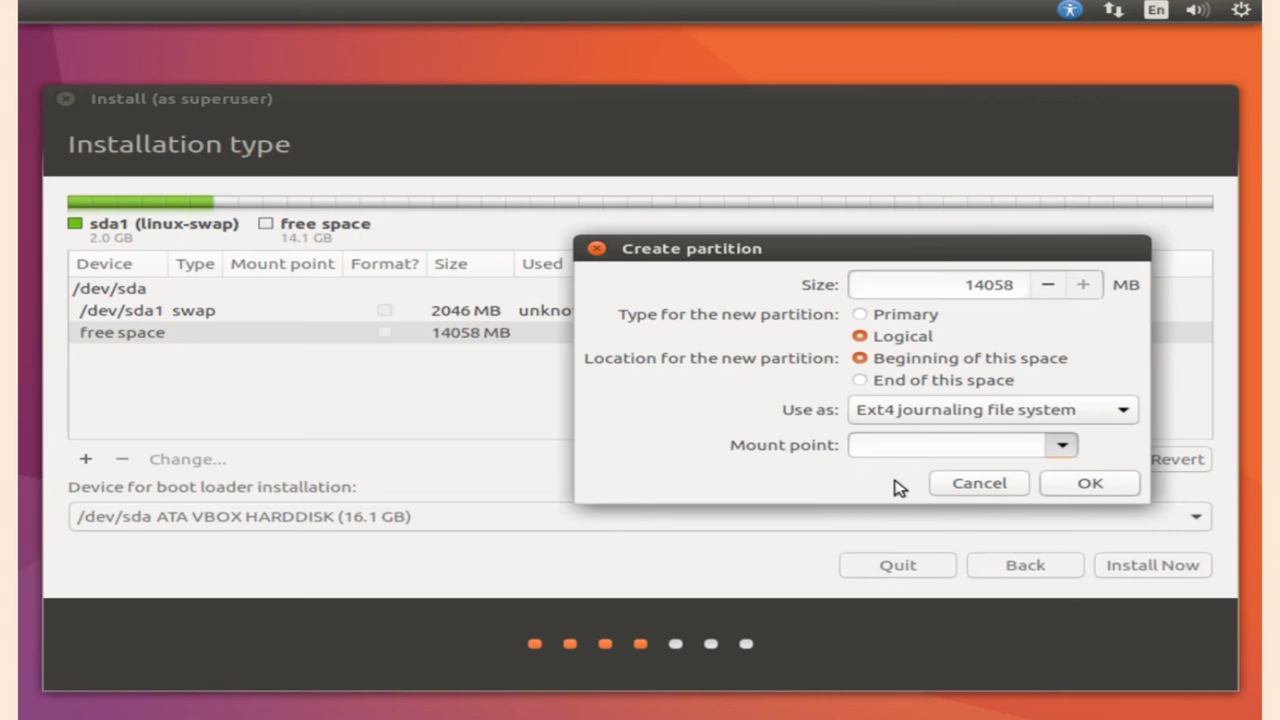 En
Install (as superuser)
Installation type
sda1 (linux-swap) free space
2.0 GB 14.1 GB
Device Type Mount point Format? Size Used
/dev/sda
/dev/sda1 swap 2046 MB unkno
free space 14058 MB
+ − Change... Revert
Device for boot loader installation:
/dev/sda ATA VBOX HARDDISK (16.1 GB)
Quit Back Install Now
Create partition
Size: 14058 − + MB
Type for the new partition: Primary
Logical
Location for the new partition: Beginning of this space
End of this space
Use as: Ext4 journaling file system
Mount point:
Cancel OK